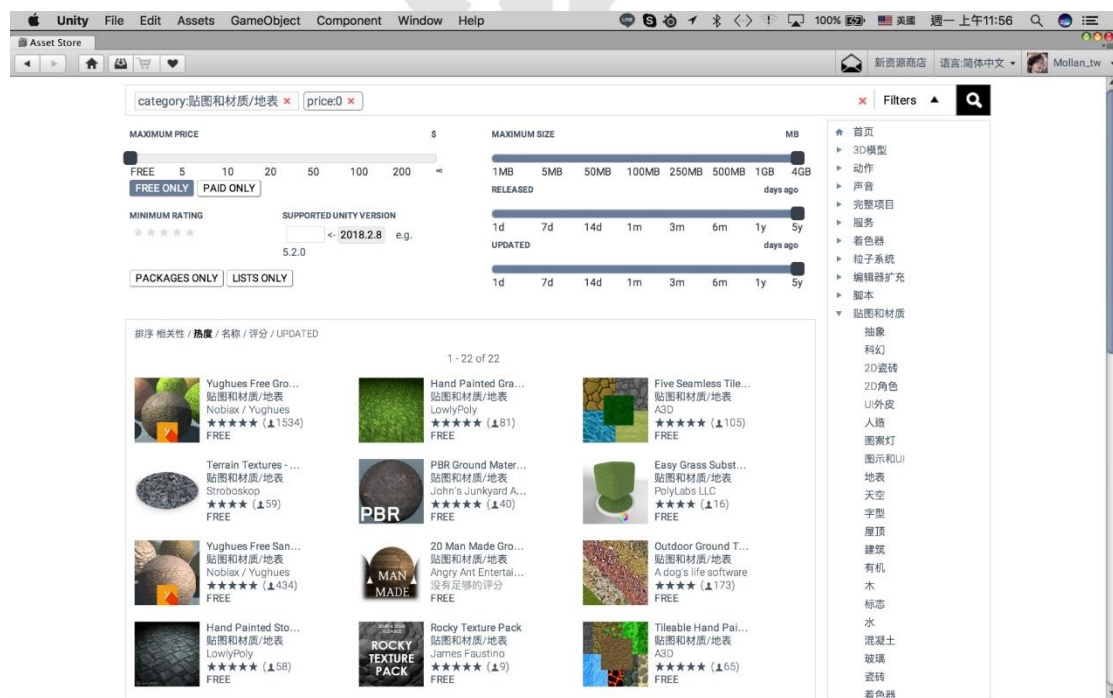 Unity File Edit Assets GameObject Component Window Help 100% 美國 週一 上午11:56
Asset Store
新资源商店 语言:简体中文 Mollan_tw
category:贴图和材质/地表 × price:0 × × Filters ▲
MAXIMUM PRICE $
FREE 5 10 20 50 100 200 ∞
FREE ONLY PAID ONLY
MINIMUM RATING SUPPORTED UNITY VERSION
★★★★★ <- 2018.2.8 e.g.
5.2.0
PACKAGES ONLY LISTS ONLY
MAXIMUM SIZE MB
1MB 5MB 50MB 100MB 250MB 500MB 1GB 4GB
RELEASED days ago
1d 7d 14d 1m 3m 6m 1y 5y
UPDATED days ago
1d 7d 14d 1m 3m 6m 1y 5y
排序 相关性 / 热度 / 名称 / 评分 / UPDATED
1 - 22 of 22
Yughues Free Gro...
贴图和材质/地表
Nobiax / Yughues
★★★★★ (1534)
FREE
Hand Painted Gra...
贴图和材质/地表
LowlyPoly
★★★★★ (81)
FREE
Five Seamless Tile...
贴图和材质/地表
A3D
★★★★★ (105)
FREE
Terrain Textures - ...
贴图和材质/地表
Stroboskop
★★★★ (59)
FREE
PBR
PBR Ground Mater...
贴图和材质/地表
John's Junkyard A...
★★★★★ (40)
FREE
Easy Grass Subst...
贴图和材质/地表
PolyLabs LLC
★★★★ (16)
FREE
Yughues Free San...
贴图和材质/地表
Nobiax / Yughues
★★★★★ (434)
FREE
MAN
MADE
20 Man Made Gro...
贴图和材质/地表
Angry Ant Entertai...
没有足够的评分
FREE
Outdoor Ground T...
贴图和材质/地表
A dog's life software
★★★★ (173)
FREE
Hand Painted Sto...
贴图和材质/地表
LowlyPoly
★★★★★ (58)
FREE
ROCKY
TEXTURE
PACK
Rocky Texture Pack
贴图和材质/地表
James Faustino
★★★★★ (9)
FREE
Tileable Hand Pai...
贴图和材质/地表
A3D
★★★★★ (65)
FREE
首页
3D模型
动作
声音
完整项目
服务
着色器
粒子系统
编辑器扩充
脚本
贴图和材质
抽象
科幻
2D瓷砖
2D角色
UI外皮
人造
图案灯
图示和UI
地表
天空
字型
屋顶
建筑
有机
木
标志
水
混凝土
玻璃
瓷砖
着色器